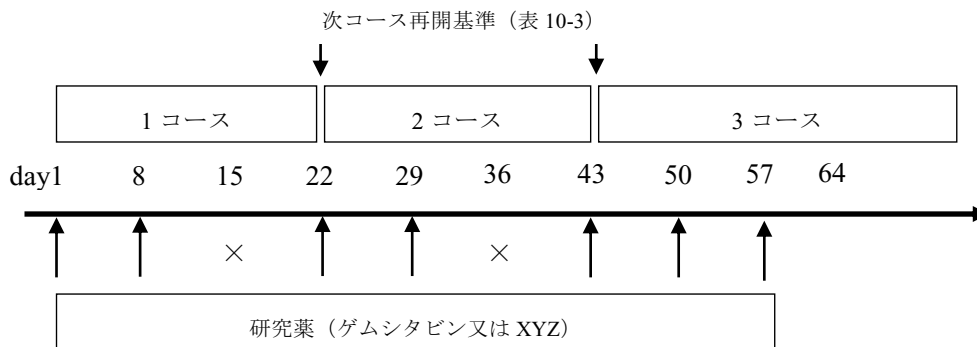 次コース再開基準（表 10-3）
1 コース 2 コース 3 コース
day1 8 15 22 29 36 43 50 57 64
× ×
研究薬（ゲムシタビン又は XYZ）